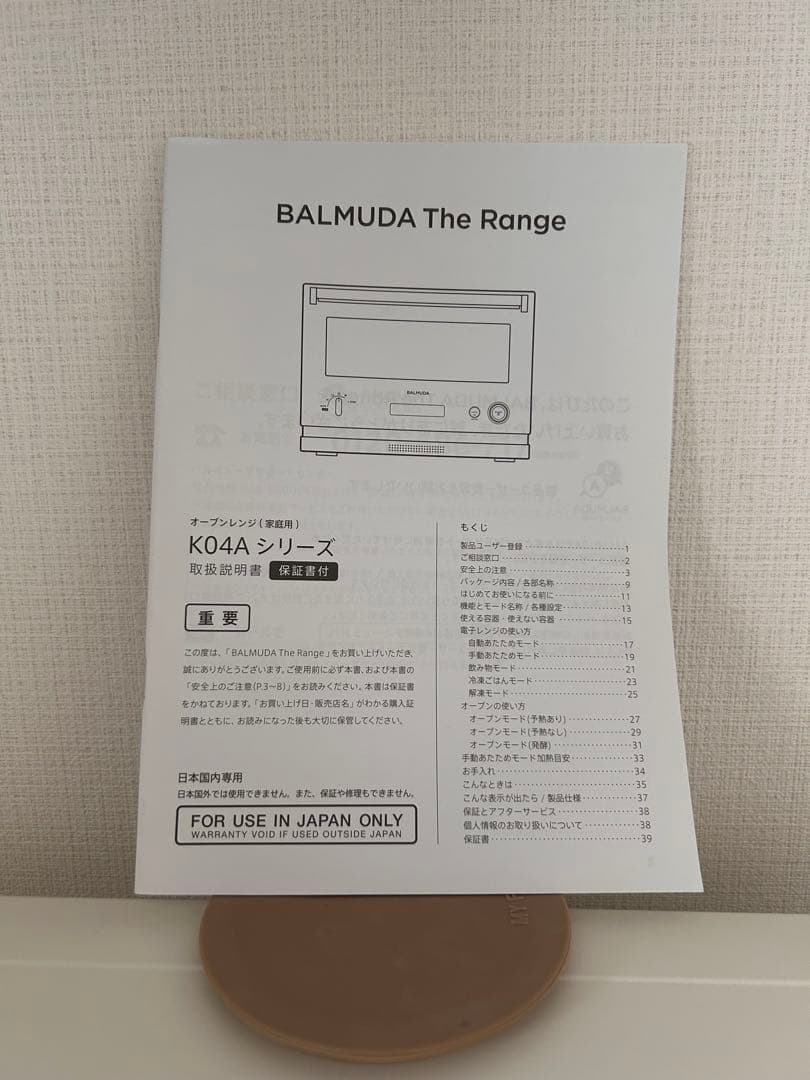 BALMUDA The Range
BALMUDA
オーブンレンジ(家庭用)
K04A シリーズ
取扱説明書 保証書付
重要
この度は、「BALMUDA The Range」をお買い上げいただき、
誠にありがとうございます。ご使用前に必ず本書、および本書の
「安全上のご注意(P.3~8)」をお読みください。本書は保証書
をかねております。「お買い上げ日・販売店名」がわかる購入証
明書とともに、お読みになった後も大切に保管してください。
日本国内専用
日本国外では使用できません。また、保証や修理もできません。
FOR USE IN JAPAN ONLY
WARRANTY VOID IF USED OUTSIDE JAPAN
もくじ
製品ユーザー登録 1
ご相談窓口 2
安全上の注意 3
パッケージ内容 / 各部名称 9
はじめてお使いになる前に 11
機能とモード名称 / 各種設定 13
使える容器・使えない容器 15
電子レンジの使い方
自動あたためモード 17
手動あたためモード 19
飲み物モード 21
冷凍ごはんモード 23
解凍モード 25
オーブンの使い方
オーブンモード(予熱あり) 27
オーブンモード(予熱なし) 29
オーブンモード(発酵) 31
手動あたためモード加熱目安 33
お手入れ 34
こんなときは 35
こんな表示が出たら / 製品仕様 37
保証とアフターサービス 38
個人情報のお取り扱いについて 38
保証書 39